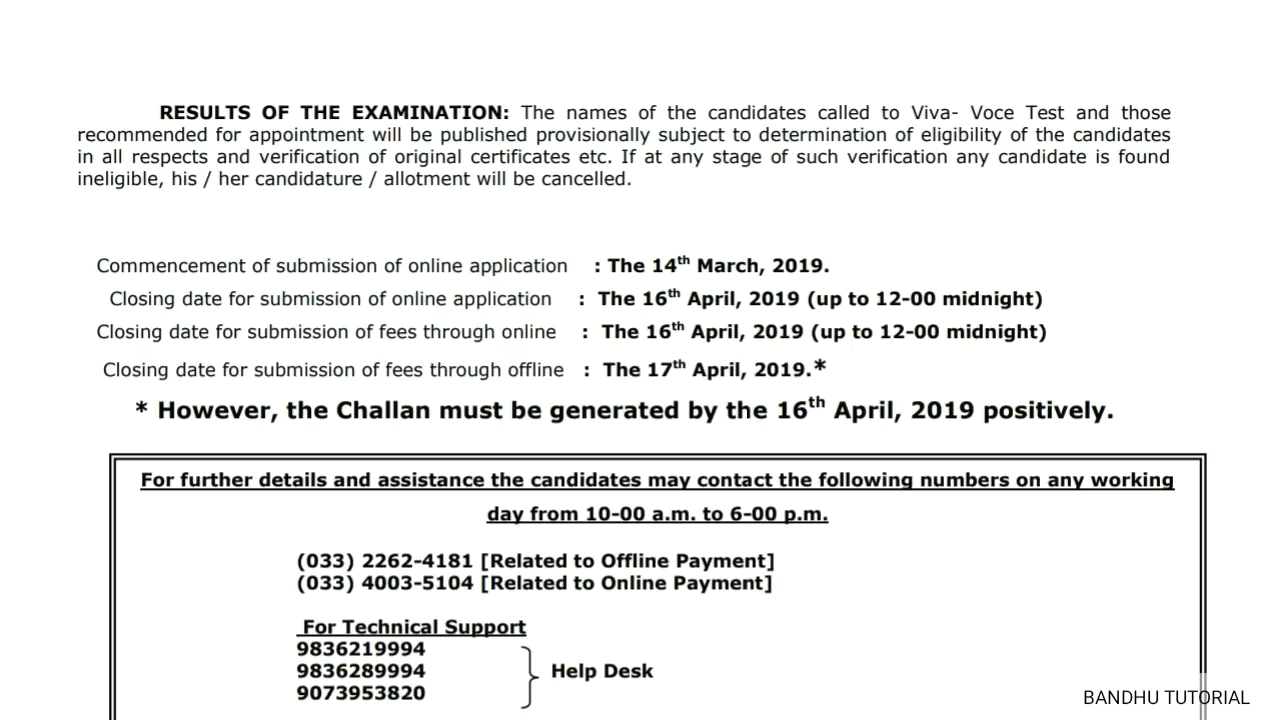 RESULTS OF THE EXAMINATION: The names of the candidates called to Viva- Voce Test and those
recommended for appointment will be published provisionally subject to determination of eligibility of the candidates
in all respects and verification of original certificates etc. If at any stage of such verification any candidate is found
ineligible, his / her candidature / allotment will be cancelled.
Commencement of submission of online application : The 14th March, 2019.
Closing date for submission of online application : The 16th April, 2019 (up to 12-00 midnight)
Closing date for submission of fees through online : The 16th April, 2019 (up to 12-00 midnight)
Closing date for submission of fees through offline : The 17th April, 2019.*
* However, the Challan must be generated by the 16th April, 2019 positively.
For further details and assistance the candidates may contact the following numbers on any working
day from 10-00 a.m. to 6-00 p.m.
(033) 2262-4181 [Related to Offline Payment]
(033) 4003-5104 [Related to Online Payment]
For Technical Support
9836219994
9836289994 Help Desk
9073953820
BANDHU TUTORIAL